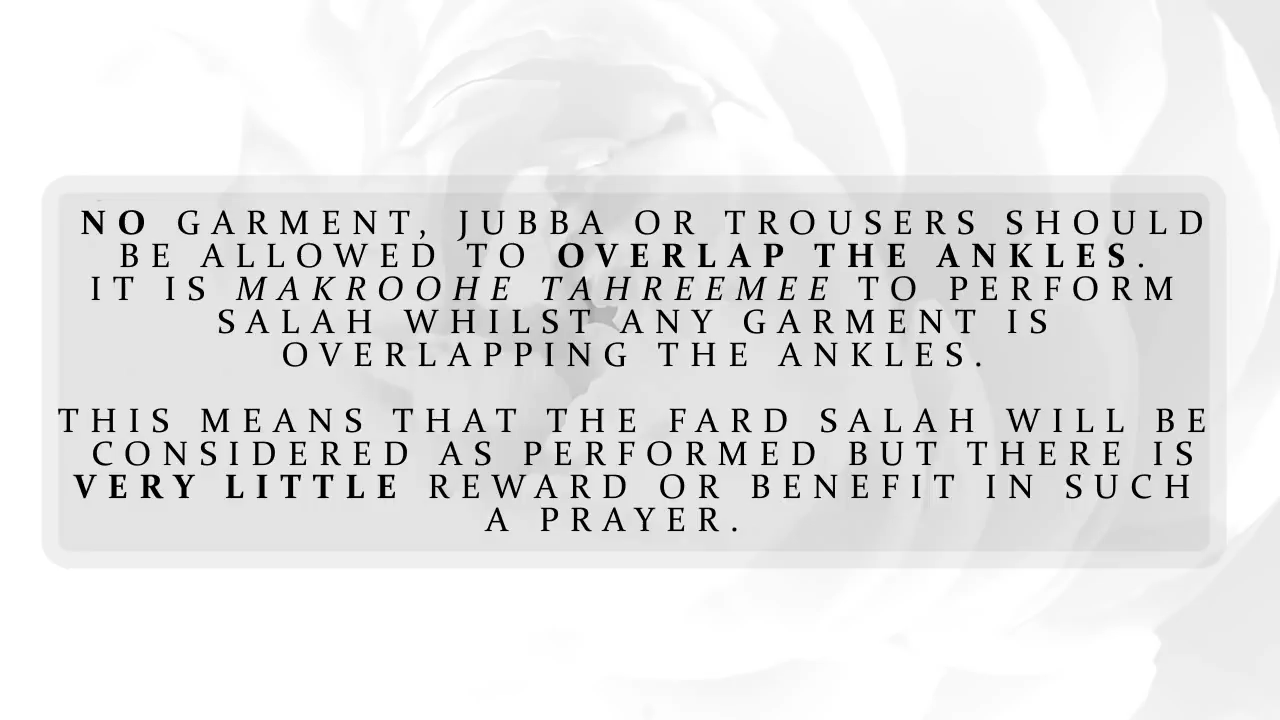 NO GARMENT, JUBBA OR TROUSERS SHOULD
BE ALLOWED TO OVERLAP THE ANKLES.
IT IS MAKROOHE TAHREEMEE TO PERFORM
SALAH WHILST ANY GARMENT IS
OVERLAPPING THE ANKLES.
THIS MEANS THAT THE FARD SALAH WILL BE
CONSIDERED AS PERFORMED BUT THERE IS
VERY LITTLE REWARD OR BENEFIT IN SUCH
A PRAYER.